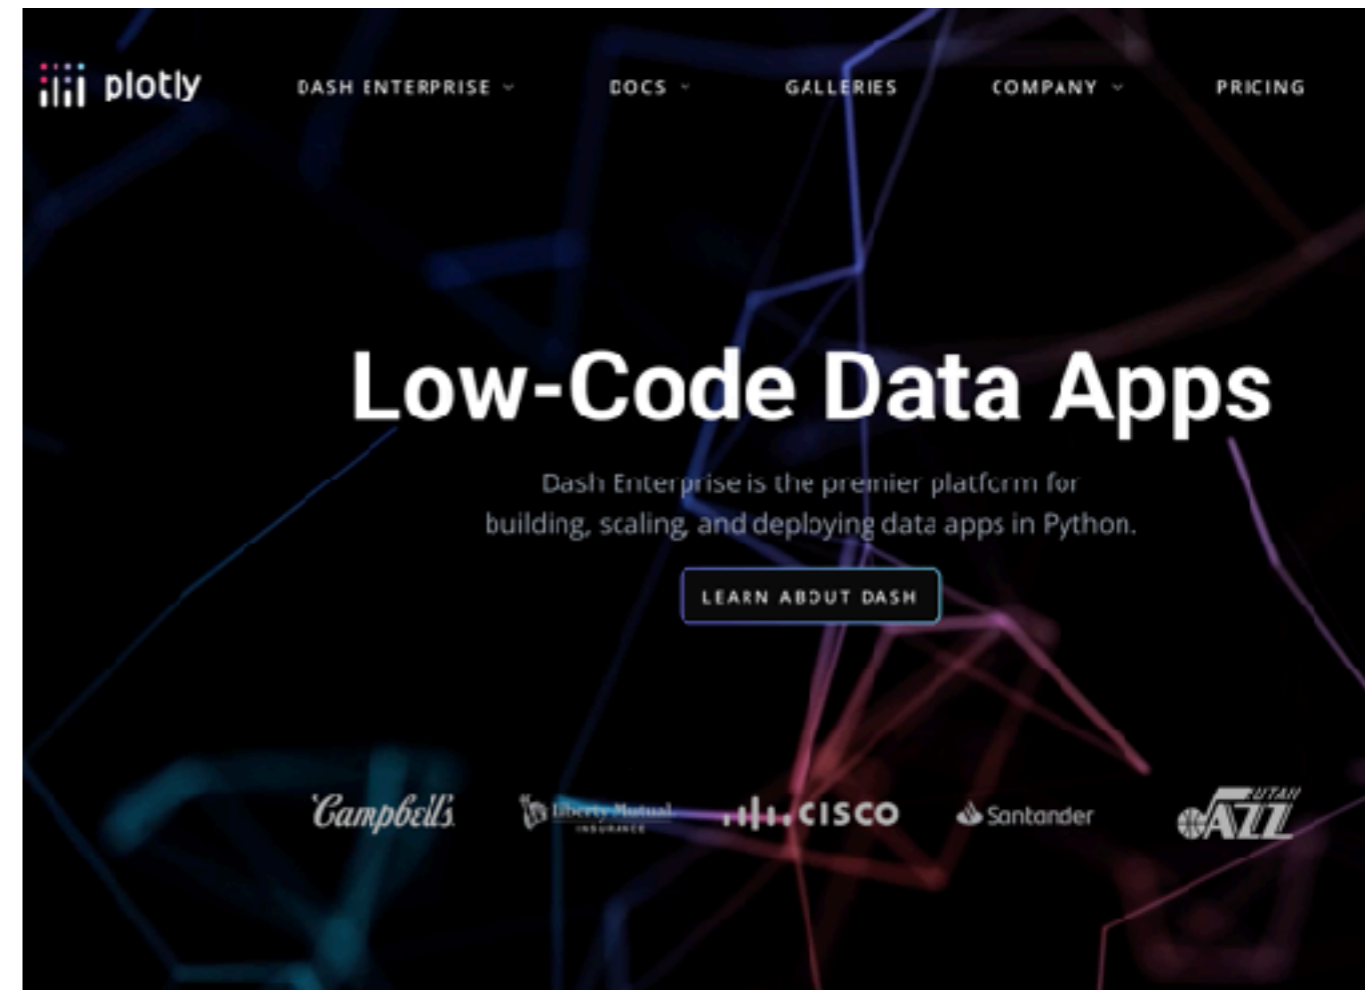 plotly
DASH ENTERPRISE
DOCS
GALLERIES
COMPANY
PRICING
Low-Code Data Apps
Dash Enterprise is the premier platform for
building, scaling, and deploying data apps in Python.
LEARN ABOUT DASH
Campbell's
Liberty Mutual
INSURANCE
CISCO
Santander
UTAH
JAZZ